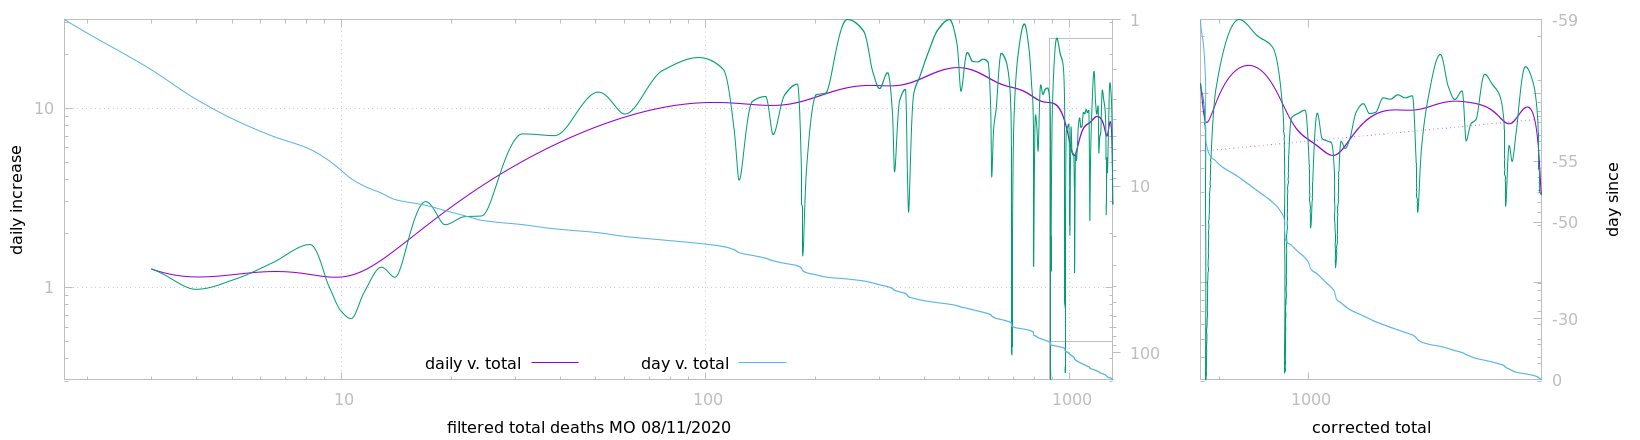 daily increase
10
1
10
100
1000
1
10
100
daily v. total
day v. total
filtered total deaths MO 08/11/2020
1000
corrected total
-59
-55
-50
-30
0
day since